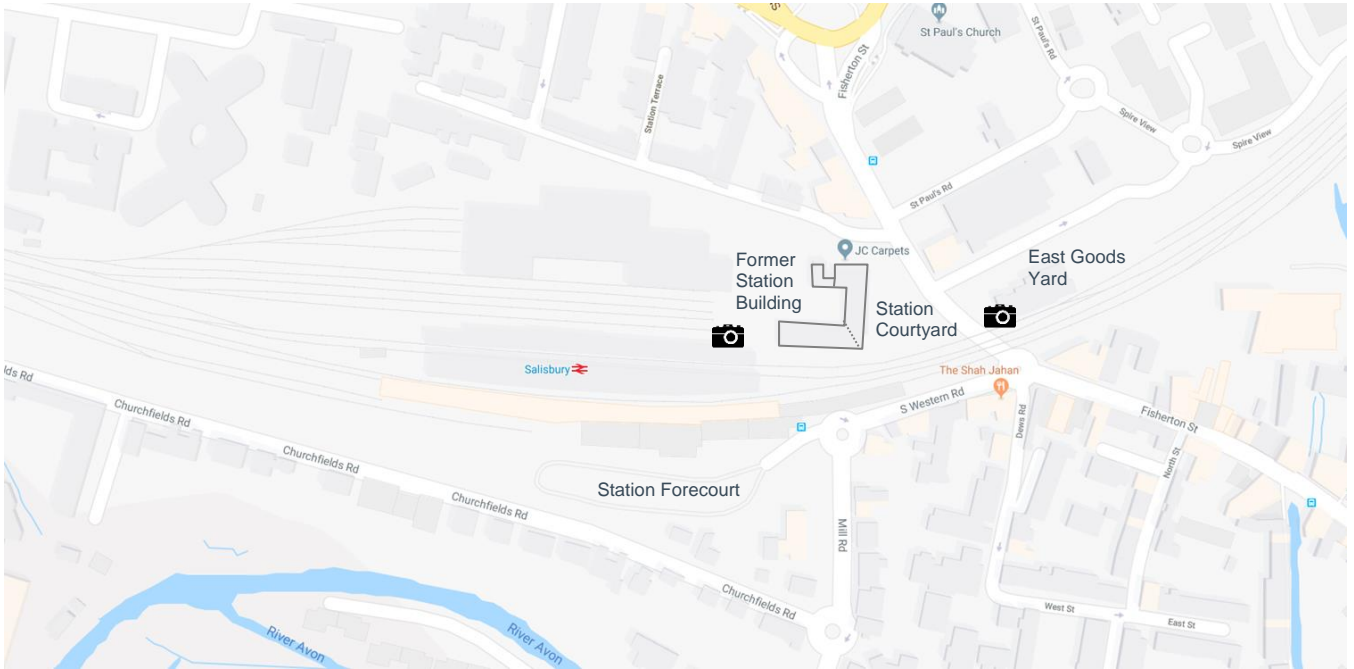 S
St Paul's Church
Fisherton St
St Paul's Rd
Spire View
Spire View
Station Terrace
St Paul's Rd
JC Carpets
Former
Station
Building
East Goods
Yard
Station
Courtyard
Salisbury
The Shah Jahan
S Western Rd
Dews Rd
Fisherton St
North St
lds Rd
Churchfields Rd
Churchfields Rd
Churchfields Rd
Station Forecourt
Mill Rd
Churchfields Rd
West St
East St
River Avon
River Avon